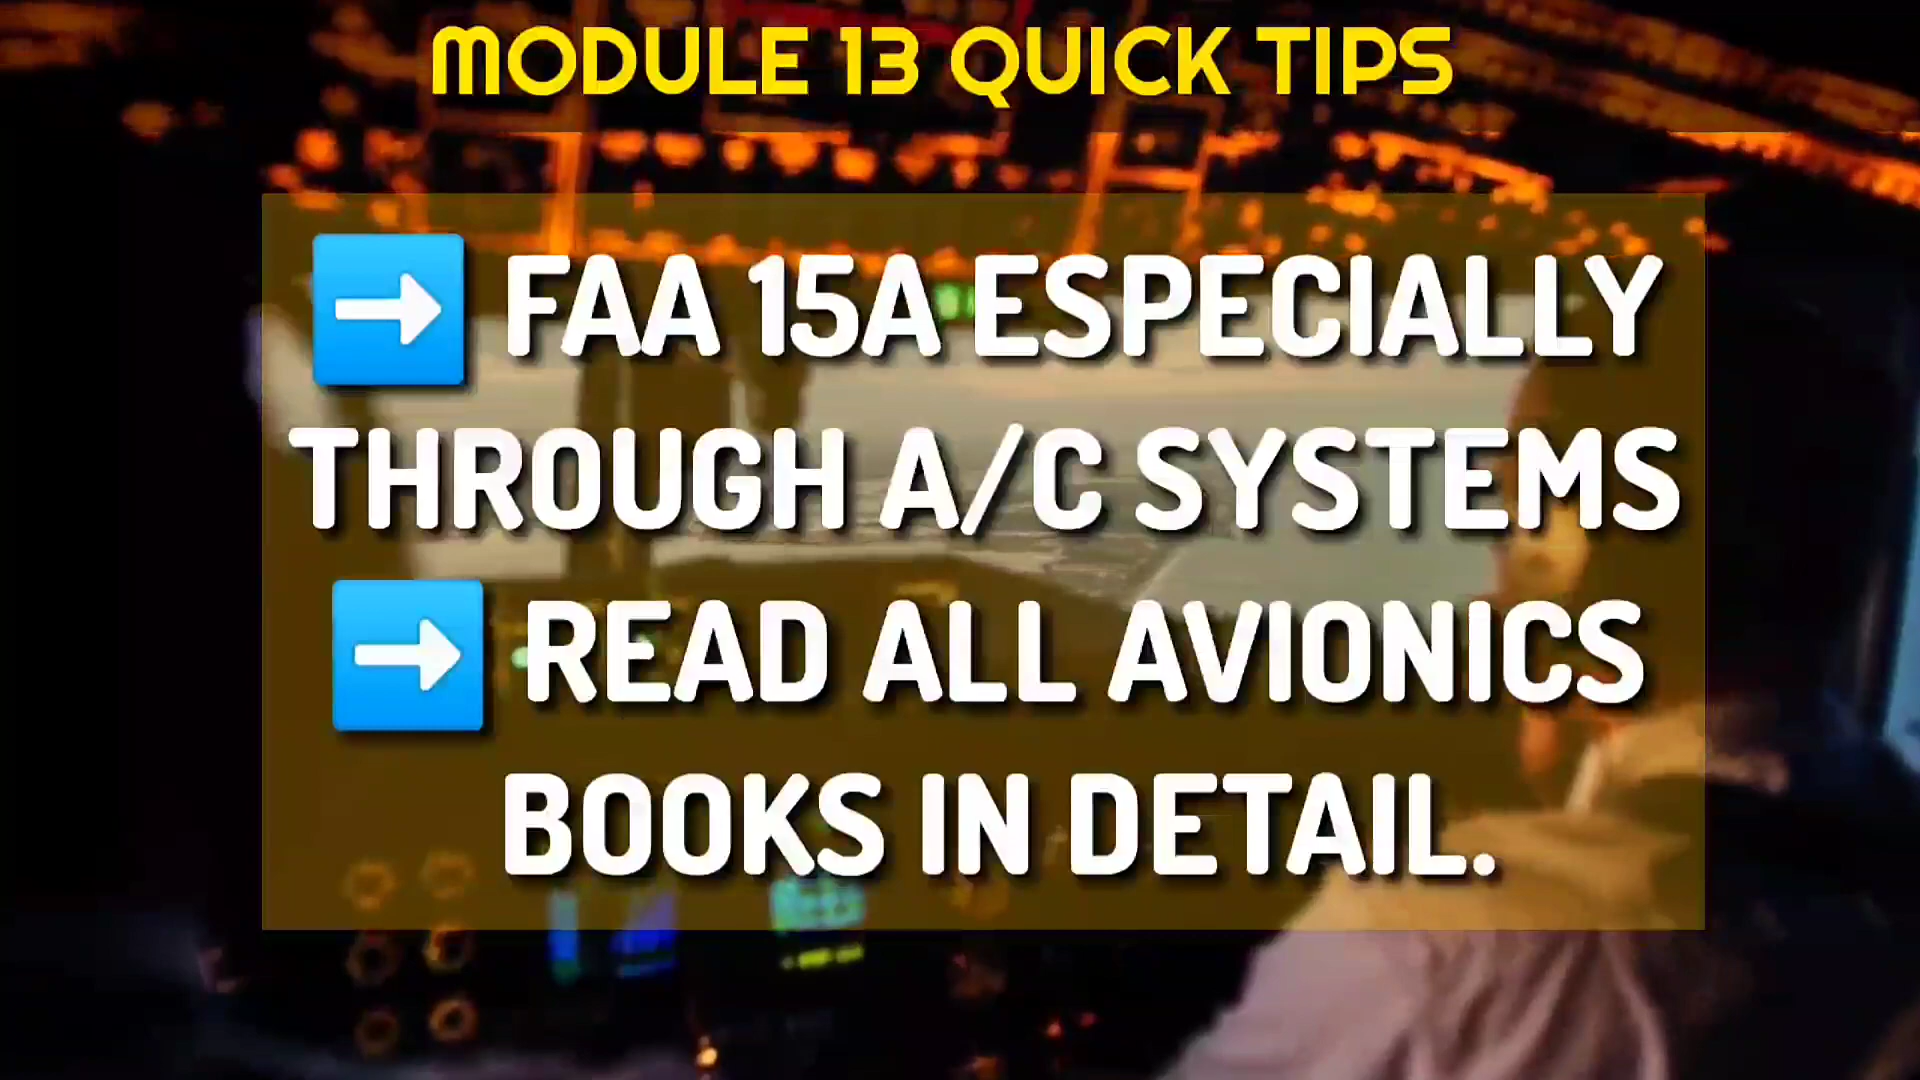 MODULE 13 QUICK TIPS
➡️ FAA 15A ESPECIALLY
THROUGH A/C SYSTEMS
➡️ READ ALL AVIONICS
BOOKS IN DETAIL.